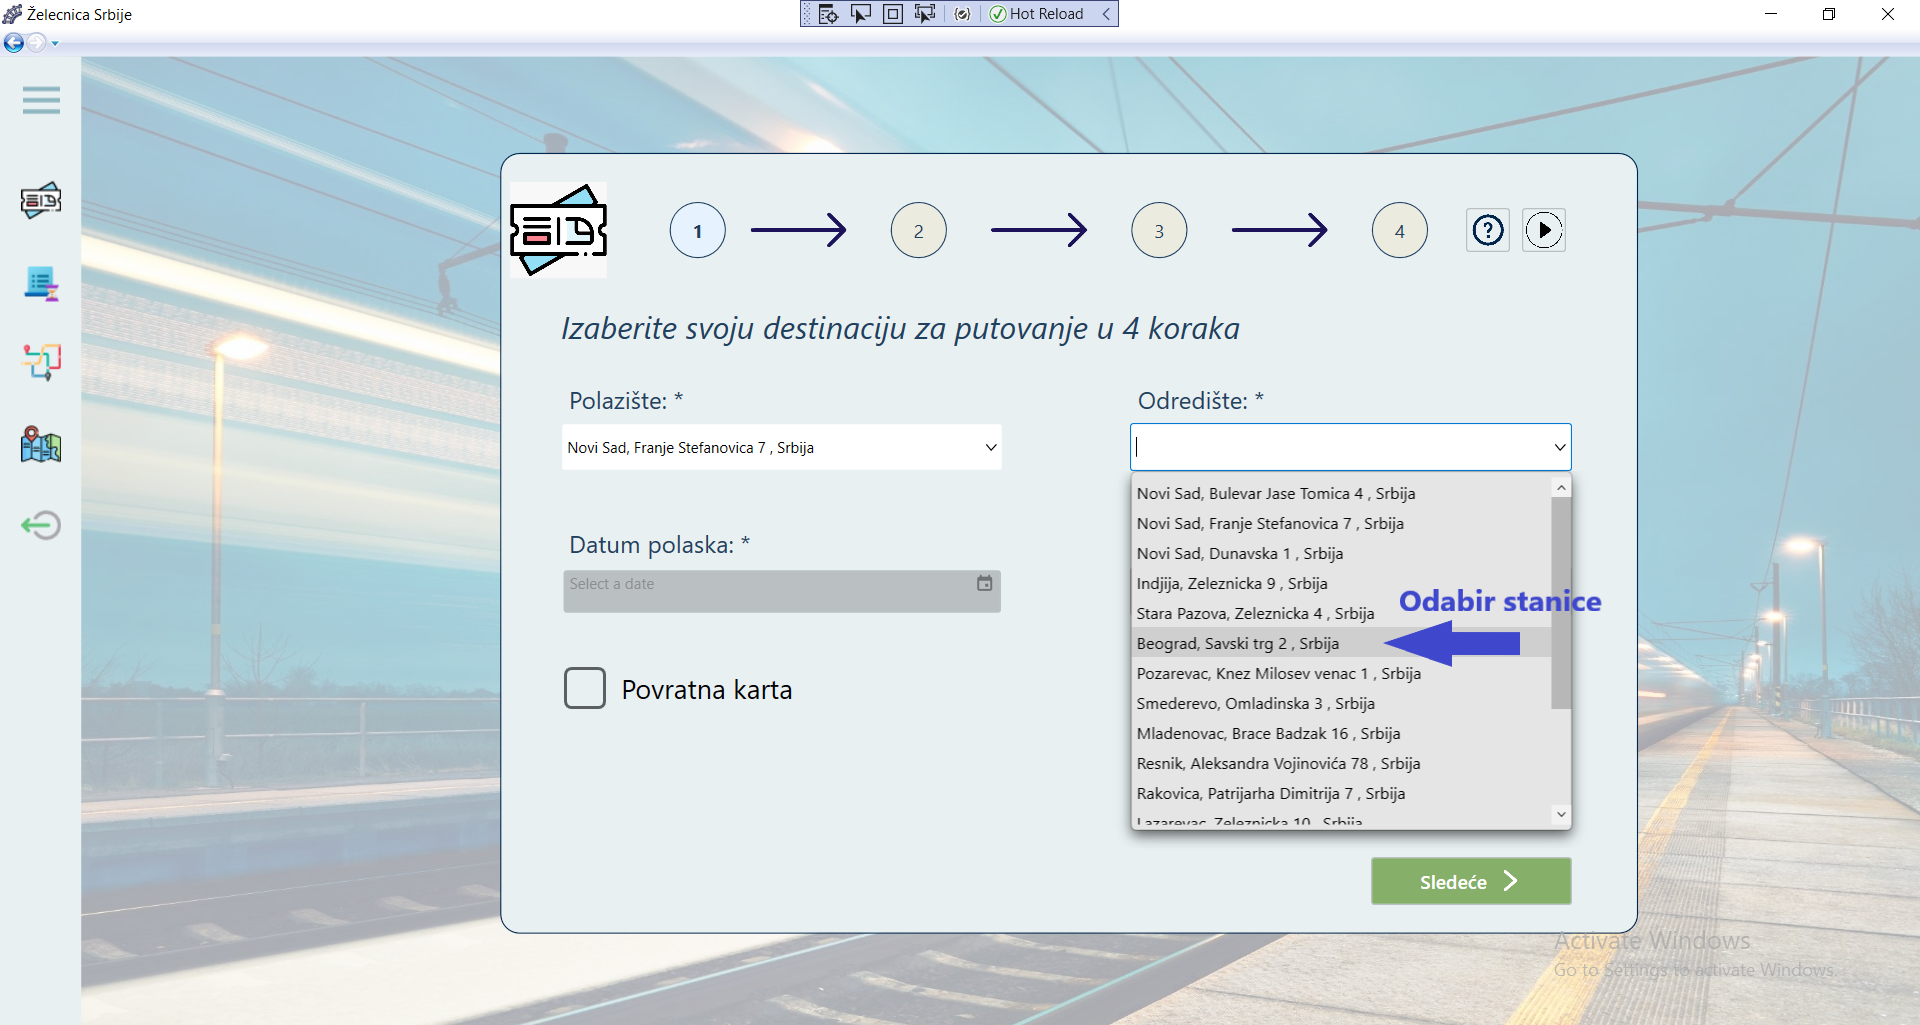 Želecnica Srbije
Hot Reload
1
2
3
4
Izaberite svoju destinaciju za putovanje u 4 koraka
Polazište: *
Odredište: *
Novi Sad, Franje Stefanovica 7 , Srbija
Novi Sad, Bulevar Jase Tomica 4 , Srbija
Novi Sad, Franje Stefanovica 7 , Srbija
Novi Sad, Dunavska 1 , Srbija
Indjija, Zeleznicka 9 , Srbija
Stara Pazova, Zeleznicka 4 , Srbija
Beograd, Savski trg 2 , Srbija
Pozarevac, Knez Milosev venac 1 , Srbija
Smederevo, Omladinska 3 , Srbija
Mladenovac, Brace Badzak 16 , Srbija
Resnik, Aleksandra Vojinovića 78 , Srbija
Rakovica, Patrijarha Dimitrija 7 , Srbija
Lazarevac, Zeleznicka 10 , Srbija
Odabir stanice
Datum polaska: *
Select a date
Povratna karta
Sledeće
Activate Windows
Go to Settings to activate Windows.